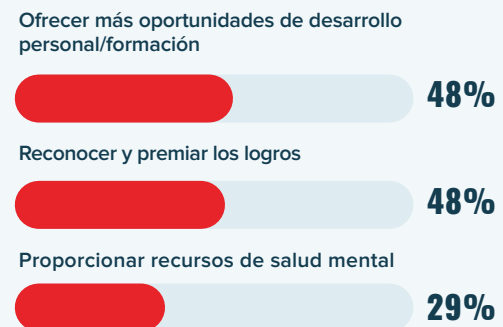 Ofrecer más oportunidades de desarrollo
personal/formación
48%
Reconocer y premiar los logros
48%
Proporcionar recursos de salud mental
29%